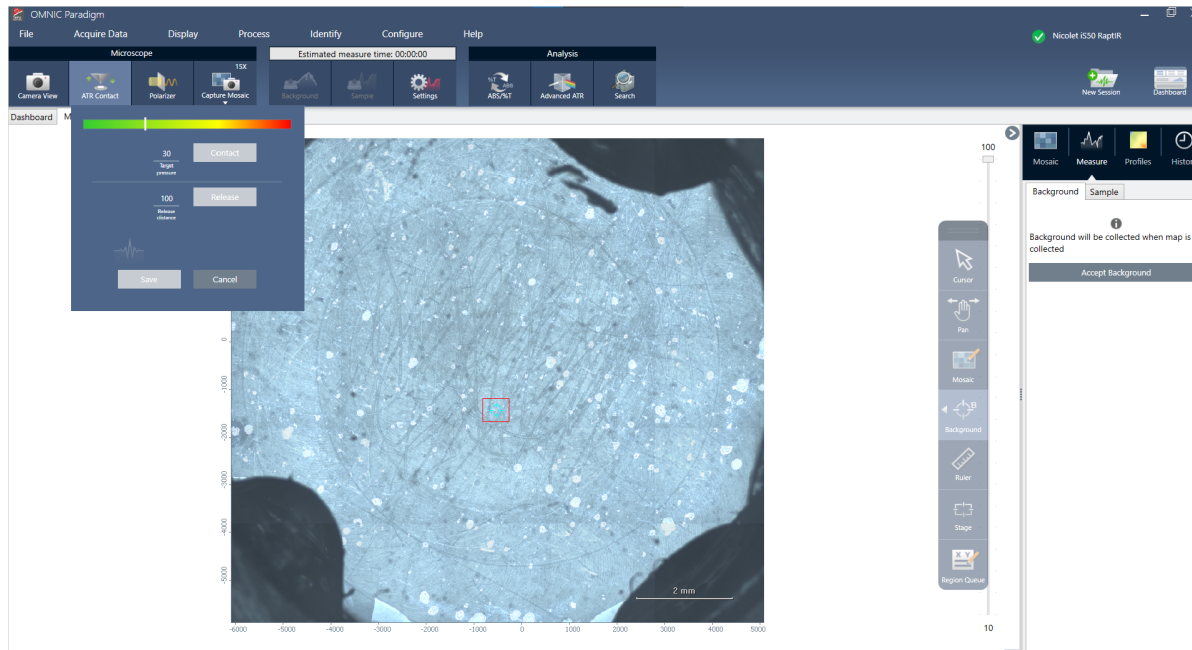 OMNIC Paradigm
File Acquire Data Display Process Identify Configure Help
Nicolet iS50 RaptIR
Microscope
Estimated measure time: 00:00:00
Analysis
15X
%T ABS
Camera View ATR Contact Polarizer Capture Mosaic Background Sample Settings ABS/%T Advanced ATR Search New Session Dashboard
Dashboard M
30
Target
pressure
Contact
100
Release
distance
Release
Save Cancel
100
10
0
-1000
-2000
-3000
-4000
-5000
-6000 -5000 -4000 -3000 -2000 -1000 0 1000 2000 3000 4000 5000
2 mm
Cursor
Pan
Mosaic
B
Background
Ruler
Stage
X Y
Region Queue
Mosaic Measure Profiles Histor
Background Sample
Background will be collected when map is
collected
Accept Background